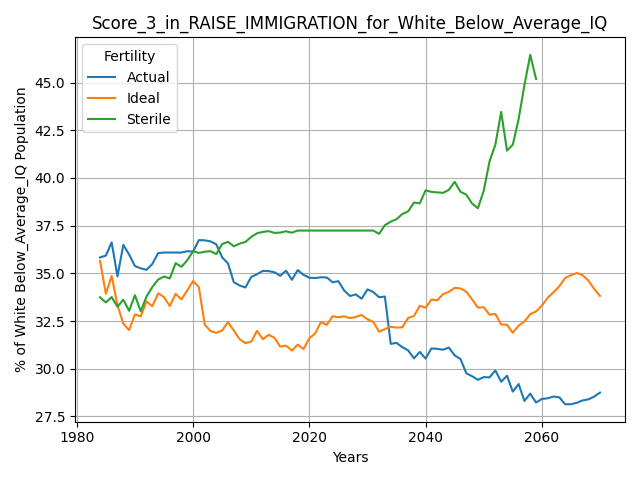 Score_3_in_RAISE_IMMIGRATION_for_White_Below_Average_IQ
Fertility
Actual
Ideal
Sterile
% of White Below_Average_IQ Population
45.0
42.5
40.0
37.5
35.0
32.5
30.0
27.5
1980
2000
2020
2040
2060
Years